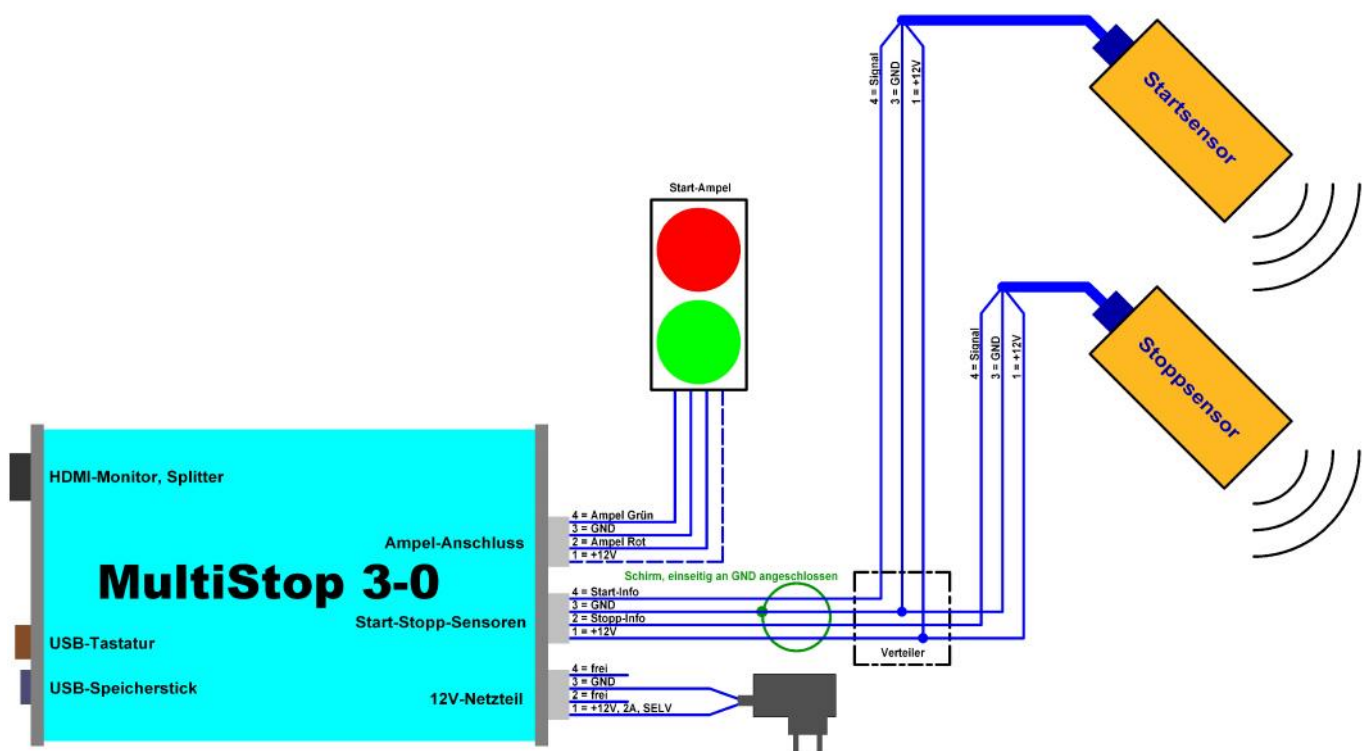 4 = Signal
3 = GND
1 = +12V
Startsensor
Start-Ampel
4 = Signal
3 = GND
1 = +12V
Stoppsensor
HDMI-Monitor, Splitter
Ampel-Anschluss
4 = Ampel Grün
3 = GND
2 = Ampel Rot
1 = +12V
MultiStop 3-0
Schirm, einseitig an GND angeschlossen
Start-Stopp-Sensoren
4 = Start-Info
3 = GND
2 = Stopp-Info
1 = +12V
Verteiler
USB-Tastatur
USB-Speicherstick
12V-Netzteil
4 = frei
3 = GND
2 = frei
1 = +12V, 2A, SELV